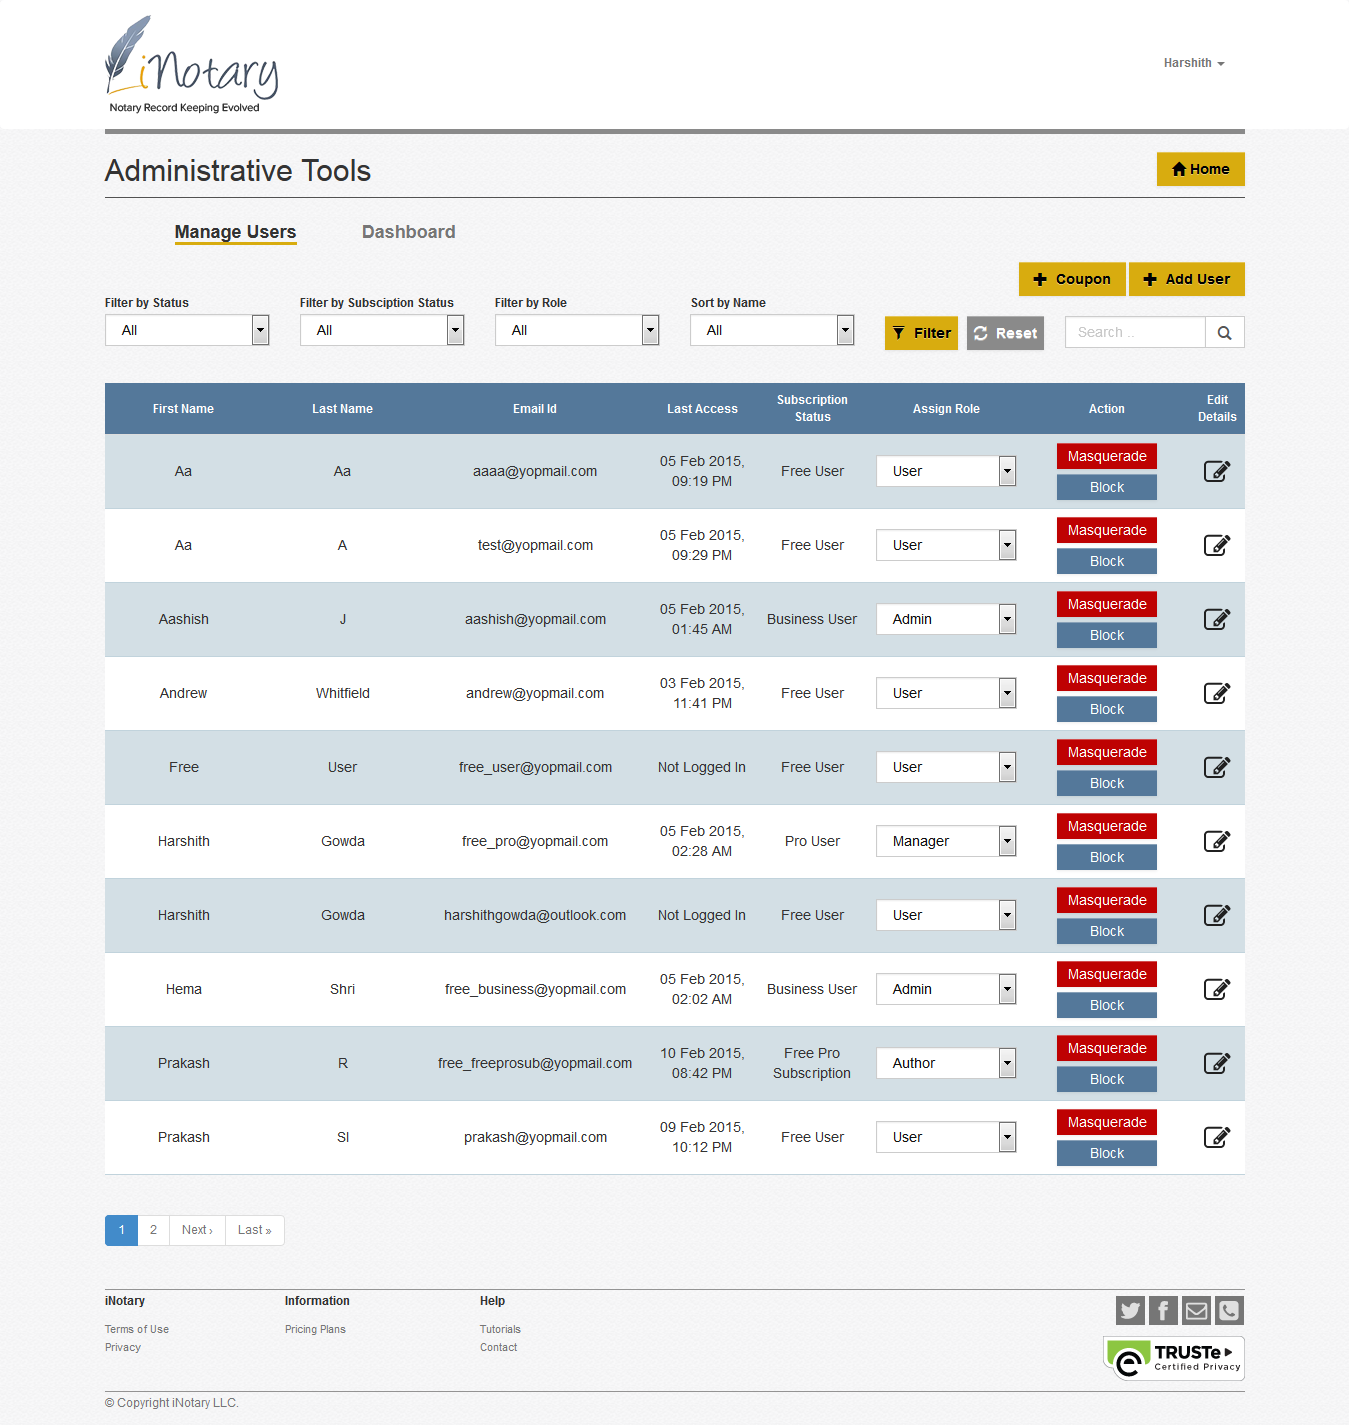 iNotary
Notary Record Keeping Evolved
Harshith
Administrative Tools
Home
Manage Users Dashboard
Coupon Add User
Filter by Status Filter by Subsciption Status Filter by Role Sort by Name
All All All All Filter Reset Search ..
First Name Last Name Email Id Last Access Subscription Status Assign Role Action Edit Details
Aa Aa aaaa@yopmail.com 05 Feb 2015, 09:19 PM Free User User Masquerade Block
Aa A test@yopmail.com 05 Feb 2015, 09:29 PM Free User User Masquerade Block
Aashish J aashish@yopmail.com 05 Feb 2015, 01:45 AM Business User Admin Masquerade Block
Andrew Whitfield andrew@yopmail.com 03 Feb 2015, 11:41 PM Free User User Masquerade Block
Free User free_user@yopmail.com Not Logged In Free User User Masquerade Block
Harshith Gowda free_pro@yopmail.com 05 Feb 2015, 02:28 AM Pro User Manager Masquerade Block
Harshith Gowda harshithgowda@outlook.com Not Logged In Free User User Masquerade Block
Hema Shri free_business@yopmail.com 05 Feb 2015, 02:02 AM Business User Admin Masquerade Block
Prakash R free_freeprosub@yopmail.com 10 Feb 2015, 08:42 PM Free Pro Subscription Author Masquerade Block
Prakash Sl prakash@yopmail.com 09 Feb 2015, 10:12 PM Free User User Masquerade Block
1 2 Next › Last »
iNotary Information Help
Terms of Use Pricing Plans Tutorials
Privacy Contact
TRUSTe
Certified Privacy
© Copyright iNotary LLC.